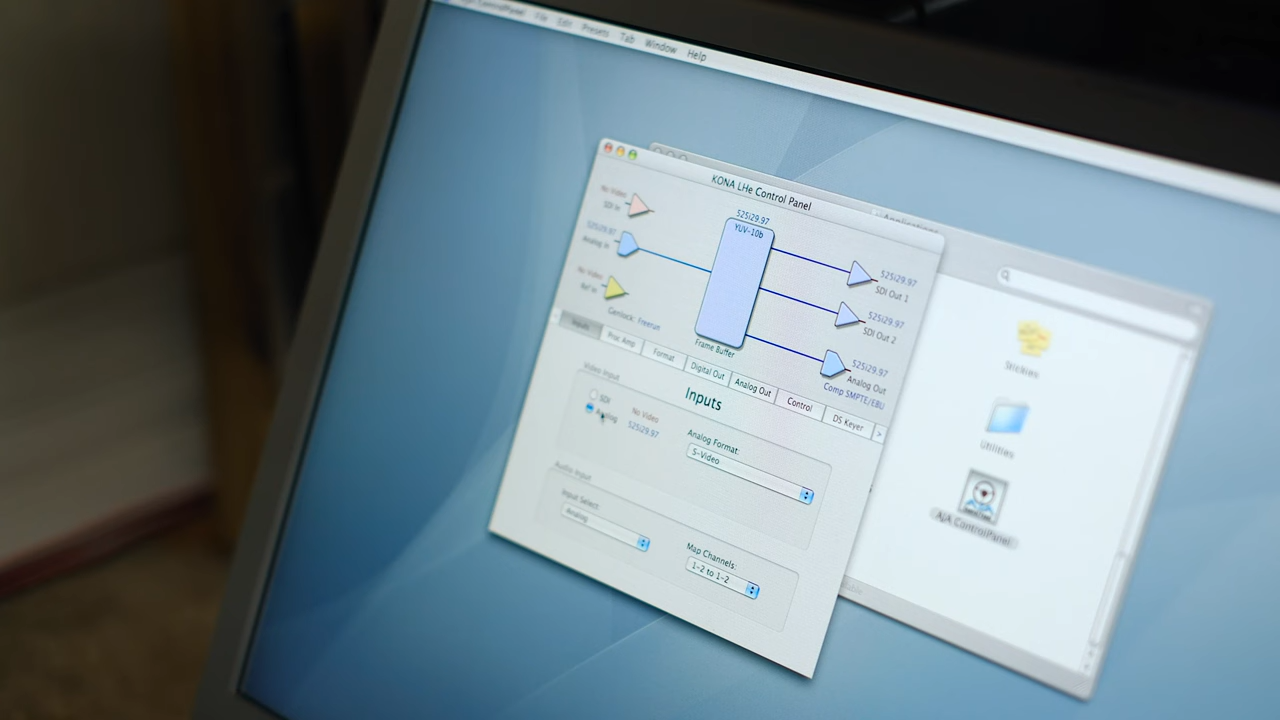 File Edit Presets Tab Window Help
KONA LHe Control Panel
Applications
No Video
SDI In
525i29.97
Analog In
No Video
Ref In
Genlock: Freerun
525i29.97
YUV-10b
Frame Buffer
525i29.97
SDI Out 1
525i29.97
SDI Out 2
525i29.97
Analog Out
Comp SMPTE/EBU
Inputs Proc Amp Format Digital Out Analog Out Control DS Keyer >
Inputs
Video Input
SDI No Video
Analog 525i29.97
Analog Format:
S-Video
Audio Input
Input Select:
Analog
Map Channels:
1-2 to 1-2
Stickies
Utilities
AJA ControlPanel